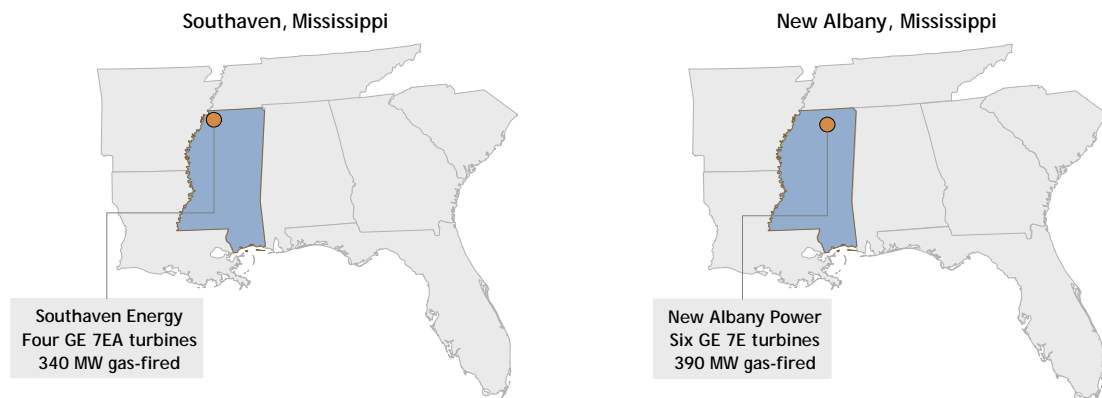 Southaven, Mississippi
Southaven Energy
Four GE 7EA turbines
340 MW gas-fired
New Albany, Mississippi
New Albany Power
Six GE 7E turbines
390 MW gas-fired